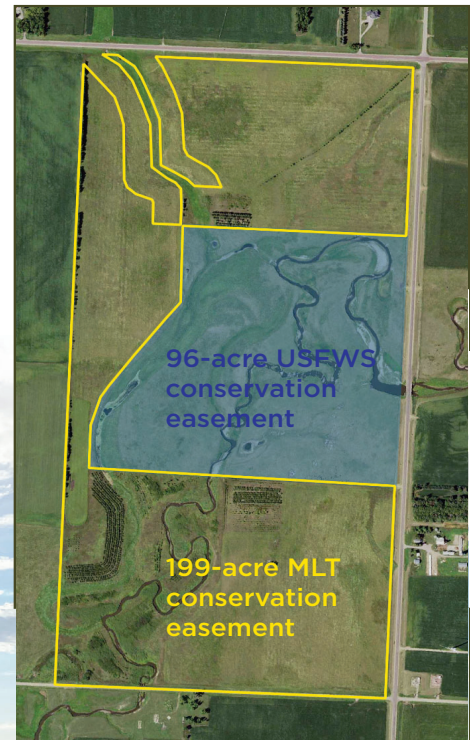 96-acre USFWS
conservation
easement
199-acre MLT
conservation
easement